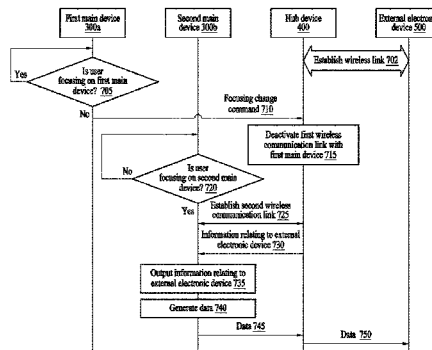 First main device
300a
Second main
device 300b
Hub device
400
External electronic
device 500
Establish wireless link 702
Yes
Is user
focusing on first main
device? 705
No
Focusing change
command 710
Deactivate first wireless
communication link with
first main device 715
No
Is user
focusing on second main
device? 720
Yes
Establish second wireless
communication link 725
Information relating to external
electronic device 730
Output information relating to
external electronic device 735
Generate data 740
Data 745
Data 750